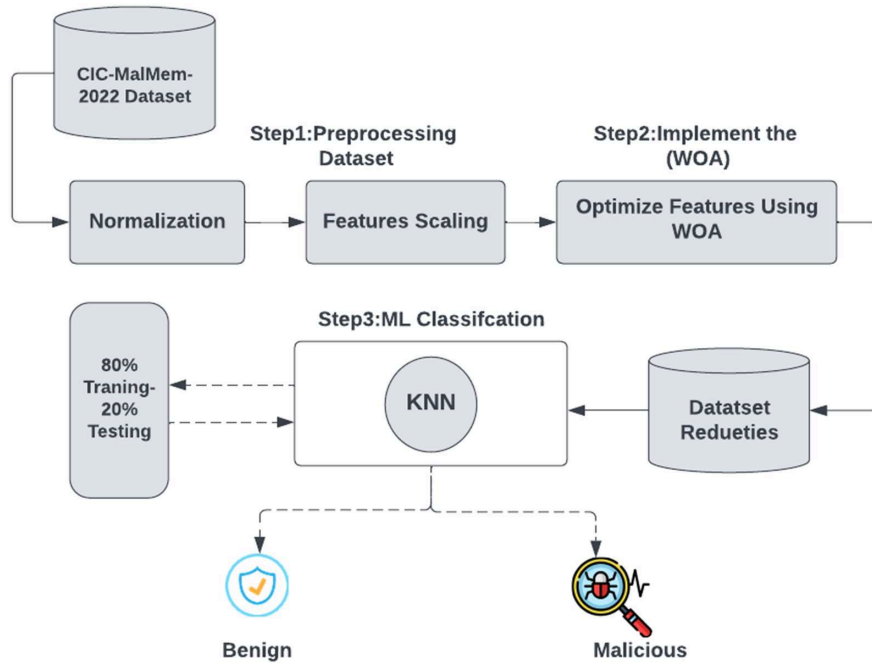 CIC-MalMem-
2022 Dataset
Step1:Preprocessing
Dataset
Step2:Implement the
(WOA)
Normalization
Features Scaling
Optimize Features Using
WOA
Step3:ML Classifcation
80%
Traning-
20%
Testing
KNN
Datatset
Redueties
Benign
Malicious